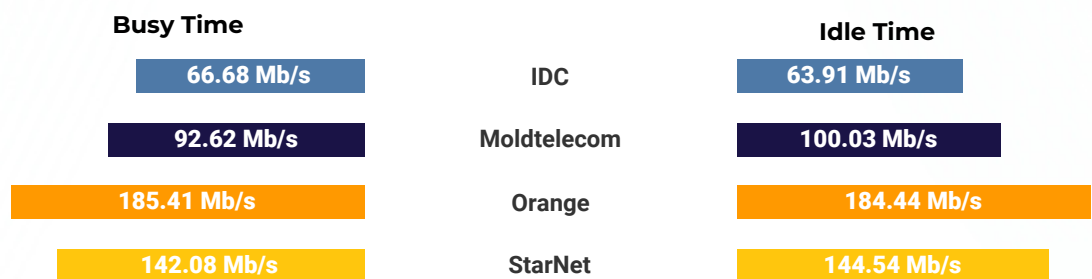 Busy Time
Idle Time
66.68 Mb/s IDC 63.91 Mb/s
92.62 Mb/s Moldtelecom 100.03 Mb/s
185.41 Mb/s Orange 184.44 Mb/s
142.08 Mb/s StarNet 144.54 Mb/s